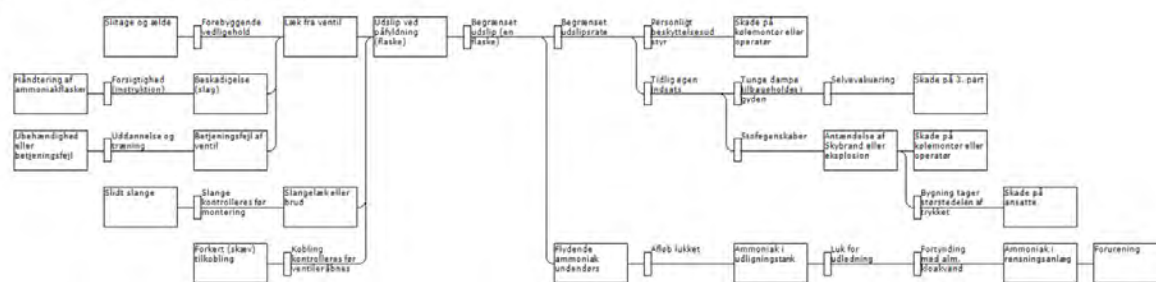 Slitage og ælde
Forebyggende
vedligehold
Læk fra ventil
Udslip ved
påfyldning
(flaske)
Begrænset
udslip (en
flaske)
Begrænset
udslipsrate
Personligt
beskyttelsesud
styr
Skade på
kølemontør eller
operatør
Håndtering af
ammoniakflasker
Forsigtighed
(instruktion)
Beskadigelse
(slag)
Tidlig egen
indsats
Tunge dampe
tilbageholdes i
gyden
Selvevakuering
Skade på 3. part
Ubehændighed
eller
betjeningsfejl
Uddannelse og
træning
Betjeningsfejl af
ventil
Stofegenskaber
Antændelse af
Skybrand eller
eksplosion
Skade på
kølemontør eller
operatør
Slidt slange
Slange
kontrolleres før
montering
Slangelæk eller
brud
Bygning tager
størstedelen af
trykket
Skade på
ansatte
Forkert (skæv)
tilkobling
Kobling
kontrolleres før
ventil åbnes
Flydende
ammoniak
undendørs
Afløb lukket
Ammoniak i
udligningstank
Luk for
udledning
Fortynding
med alm.
kloakvand
Ammoniak i
rensningsanlæg
Forurening